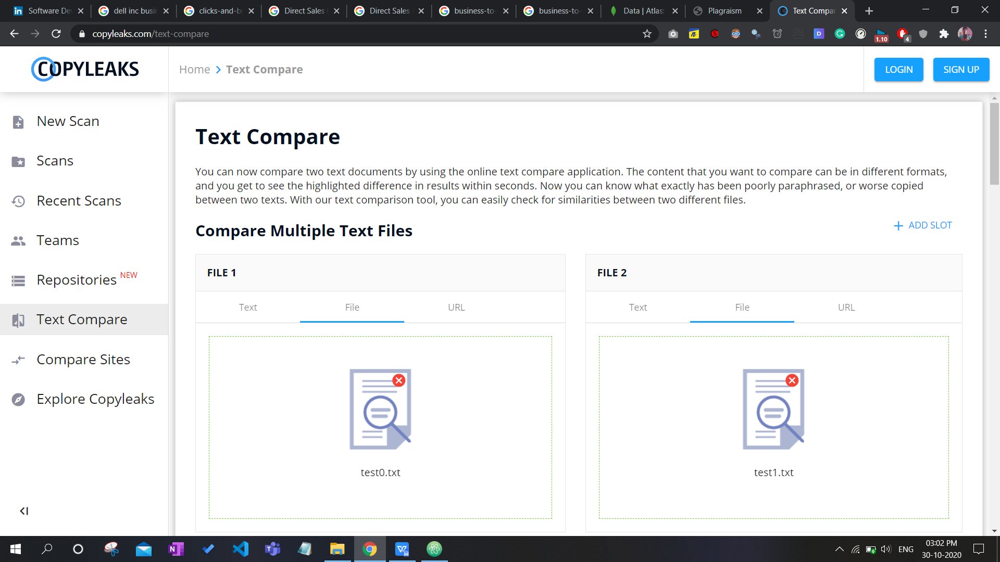 Software De
dell inc busi
clicks-and-b
Direct Sales
Direct Sales
business-to-
business-to-
Data | Atlas:
Plagraism
Text Compar
copyleaks.com/text-compare
1.10
4
COPYLEAKS
Home > Text Compare
LOGIN
SIGN UP
New Scan
Scans
Recent Scans
Teams
Repositories NEW
Text Compare
Compare Sites
Explore Copyleaks
Text Compare
You can now compare two text documents by using the online text compare application. The content that you want to compare can be in different formats,
and you get to see the highlighted difference in results within seconds. Now you can know what exactly has been poorly paraphrased, or worse copied
between two texts. With our text comparison tool, you can easily check for similarities between two different files.
Compare Multiple Text Files
+ ADD SLOT
FILE 1
Text File URL
test0.txt
FILE 2
Text File URL
test1.txt
ENG
03:02 PM
30-10-2020